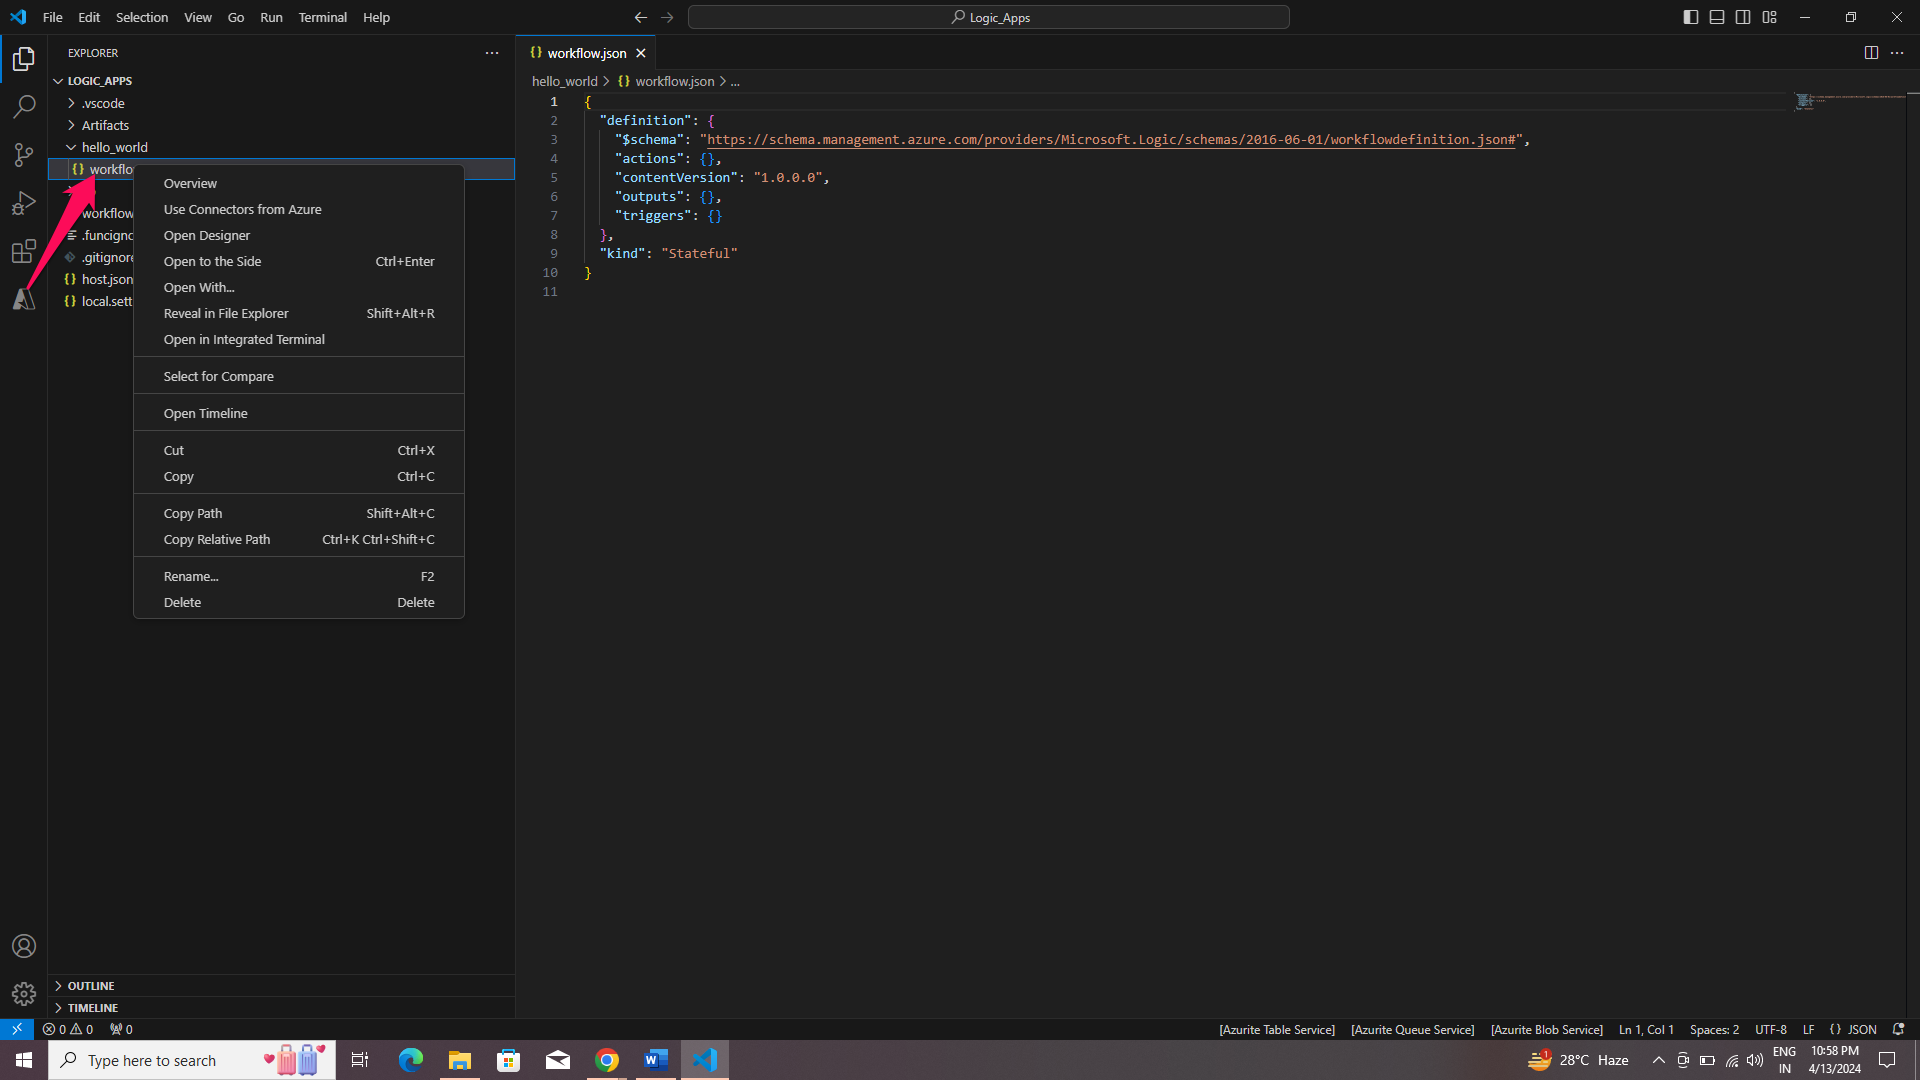 File Edit Selection View Go Run Terminal Help
Logic_Apps
EXPLORER
LOGIC_APPS
.vscode
Artifacts
hello_world
workflo
workflow
.funcigno
.gitignore
host.json
local.sett
Overview
Use Connectors from Azure
Open Designer
Open to the Side Ctrl+Enter
Open With...
Reveal in File Explorer Shift+Alt+R
Open in Integrated Terminal
Select for Compare
Open Timeline
Cut Ctrl+X
Copy Ctrl+C
Copy Path Shift+Alt+C
Copy Relative Path Ctrl+K Ctrl+Shift+C
Rename... F2
Delete Delete
OUTLINE
TIMELINE
{} workflow.json
hello_world > {} workflow.json > ...
1 {
2 "definition": {
3 "$schema": "https://schema.management.azure.com/providers/Microsoft.Logic/schemas/2016-06-01/workflowdefinition.json#",
4 "actions": {},
5 "contentVersion": "1.0.0.0",
6 "outputs": {},
7 "triggers": {}
8 },
9 "kind": "Stateful"
10 }
11
0 0 0 [Azurite Table Service] [Azurite Queue Service] [Azurite Blob Service] Ln 1, Col 1 Spaces: 2 UTF-8 LF {} JSON
Type here to search
1 28°C Haze
ENG
IN
10:58 PM
4/13/2024